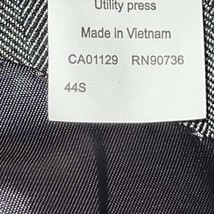 Utility press
Made in Vietnam
CA01129 RN90736
44S